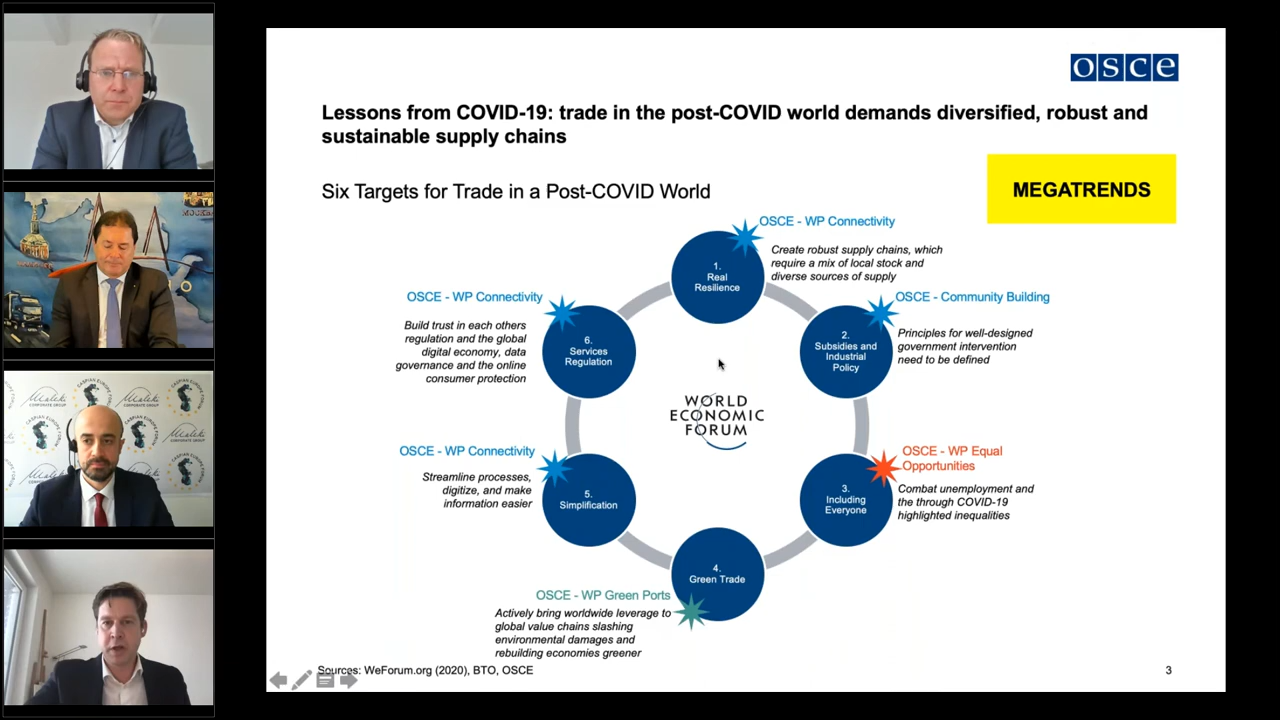 osce
Lessons from COVID-19: trade in the post-COVID world demands diversified, robust and
sustainable supply chains
Six Targets for Trade in a Post-COVID World
MEGATRENDS
OSCE - WP Connectivity
1.
Real
Resilience
Create robust supply chains, which
require a mix of local stock and
diverse sources of supply
OSCE - Community Building
2.
Subsidies and
Industrial
Policy
Principles for well-designed
government intervention
need to be defined
OSCE - WP Equal
Opportunities
3.
Including
Everyone
Combat unemployment and
the through COVID-19
highlighted inequalities
4.
Green Trade
OSCE - WP Green Ports
Actively bring worldwide leverage to
global value chains slashing
environmental damages and
rebuilding economies greener
OSCE - WP Connectivity
5.
Simplification
Streamline processes,
digitize, and make
information easier
OSCE - WP Connectivity
6.
Services
Regulation
Build trust in each others
regulation and the global
digital economy, data
governance and the online
consumer protection
WORLD
ECONOMIC
FORUM
Sources: WeForum.org (2020), BTO, OSCE
3
МОСКВА
CASPIAN EUROPE FORUM
CORPORATE GROUP